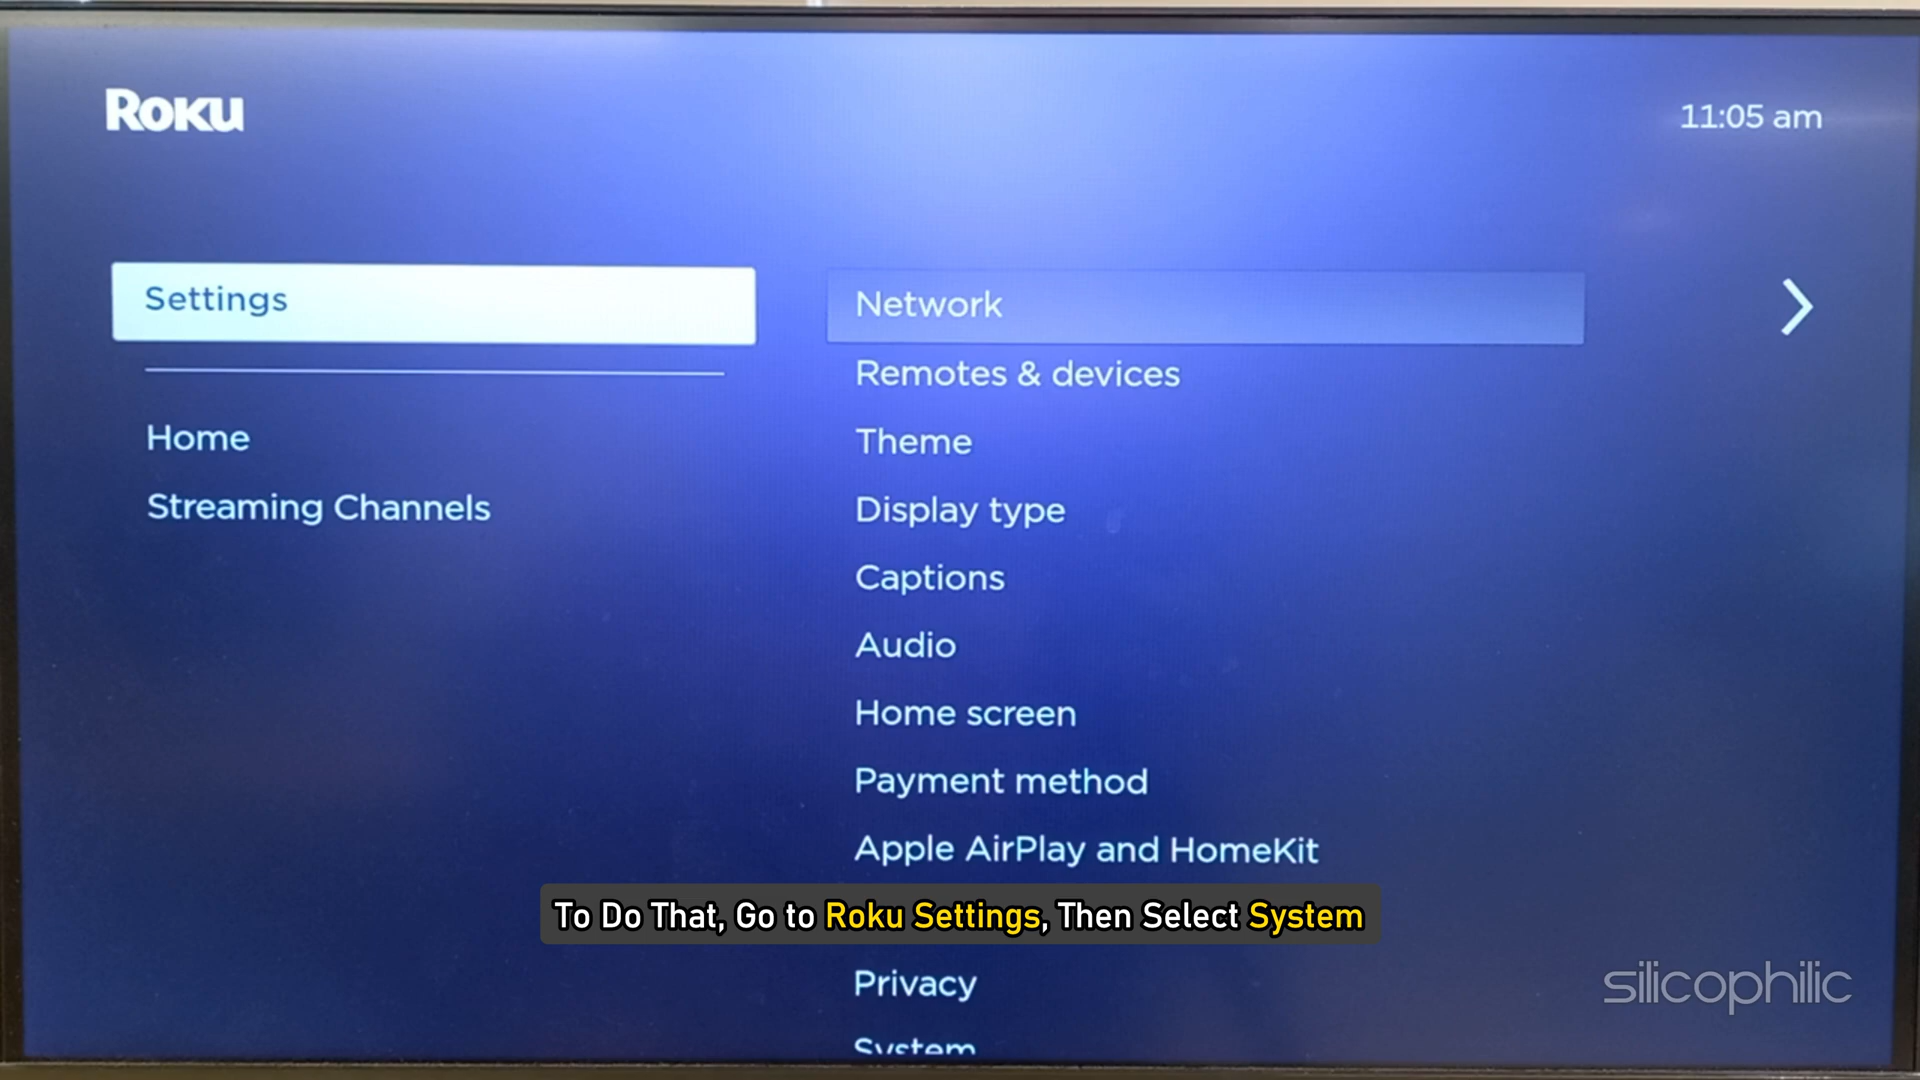 Roku
11:05 am
Settings
Home
Streaming Channels
Network
Remotes & devices
Theme
Display type
Captions
Audio
Home screen
Payment method
Apple AirPlay and HomeKit
To Do That, Go to Roku Settings, Then Select System
Privacy
System
silicophilic